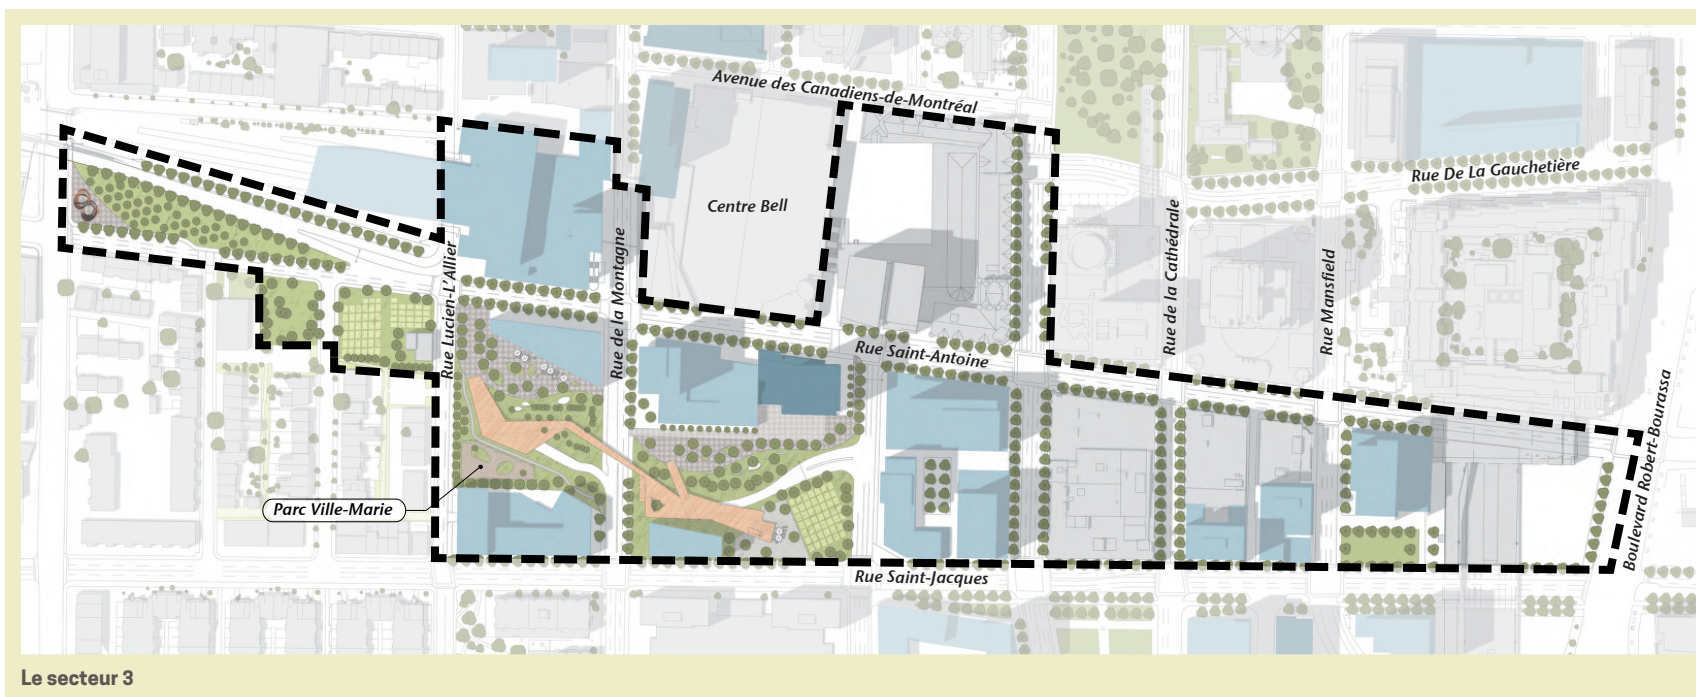 Avenue des Canadiens-de-Montréal
Rue De La Gauchetière
Centre Bell
Rue Lucien-L'Allier
Rue de la Montagne
Rue de la Cathédrale
Rue Mansfield
Rue Saint-Antoine
Boulevard Robert-Bourassa
Parc Ville-Marie
Rue Saint-Jacques
Le secteur 3